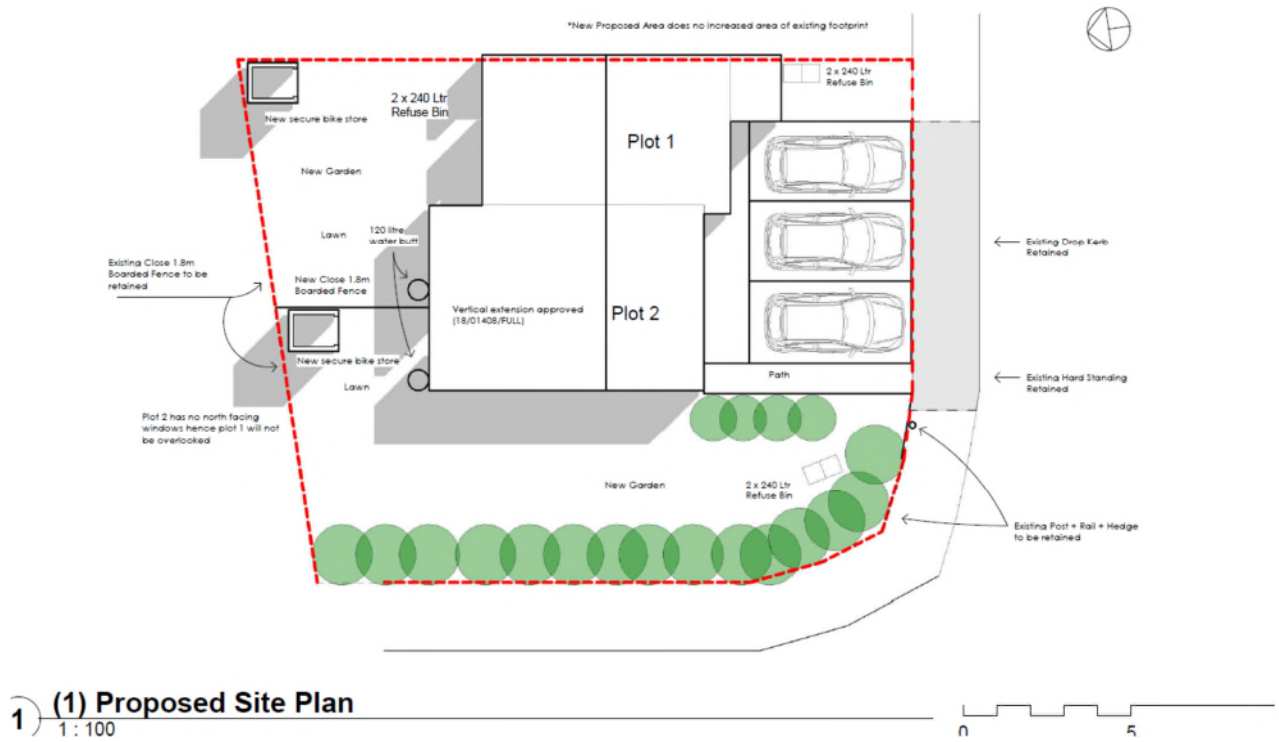 *New Proposed Area does no increased area of existing footprint
2 x 240 Ltr
Refuse Bin
2 x 240 Ltr
Refuse Bin
New secure bike store
Plot 1
New Garden
Lawn
120 litre
water butt
Existing Drop Kerb
Retained
Existing Close 1.8m
Boarded Fence to be
retained
New Close 1.8m
Boarded Fence
Vertical extension approved
(18/01408/FULL)
Plot 2
New secure bike store
Lawn
Path
Existing Hard Standing
Retained
Plot 2 has no north facing
windows hence plot 1 will not
be overlooked
New Garden
2 x 240 Ltr
Refuse Bin
Existing Post + Rail + Hedge
to be retained
1
(1) Proposed Site Plan
1 : 100
0
5